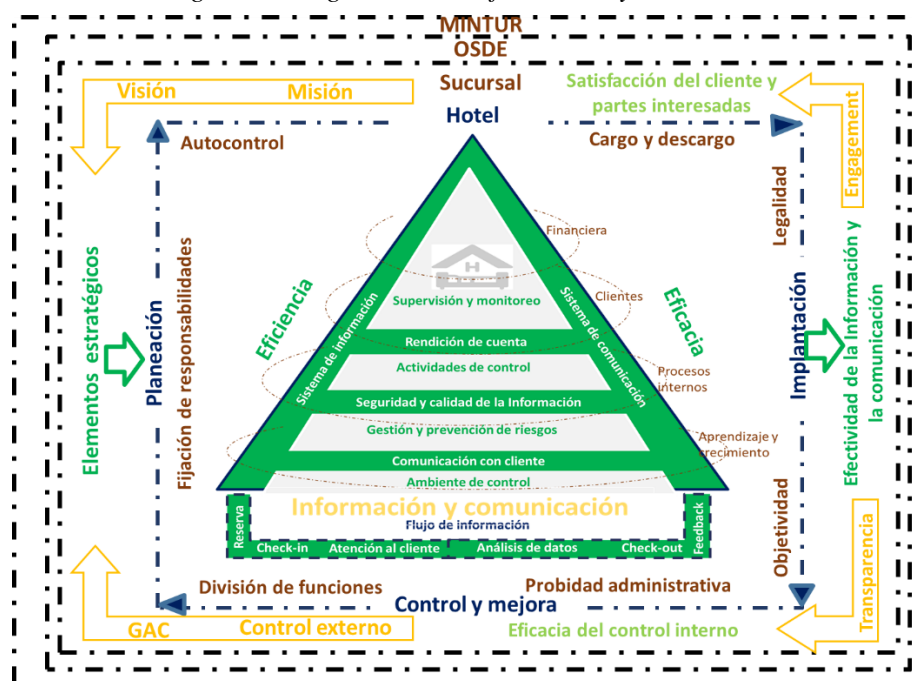 MINTUR
OSDE
Sucursal
Hotel
Visión
Misión
Satisfacción del cliente y
partes interesadas
Autocontrol
Cargo y descargo
Engagement
Legalidad
Financiera
Clientes
Procesos
internos
Aprendizaje y
crecimiento
Elementos estratégicos
Planeación
Fijación de responsabilidades
Eficiencia
Eficacia
Sistema de información
Sistema de comunicación
H
Supervisión y monitoreo
Rendición de cuenta
Actividades de control
Seguridad y calidad de la Información
Gestión y prevención de riesgos
Comunicación con cliente
Ambiente de control
Información y comunicación
Flujo de información
Reserva
Check-in
Atención al cliente
Análisis de datos
Check-out
Feedback
Implantación
Objetividad
Efectividad de la Información y
la comunicación
Transparencia
División de funciones
Probidad administrativa
Control y mejora
GAC
Control externo
Eficacia del control interno